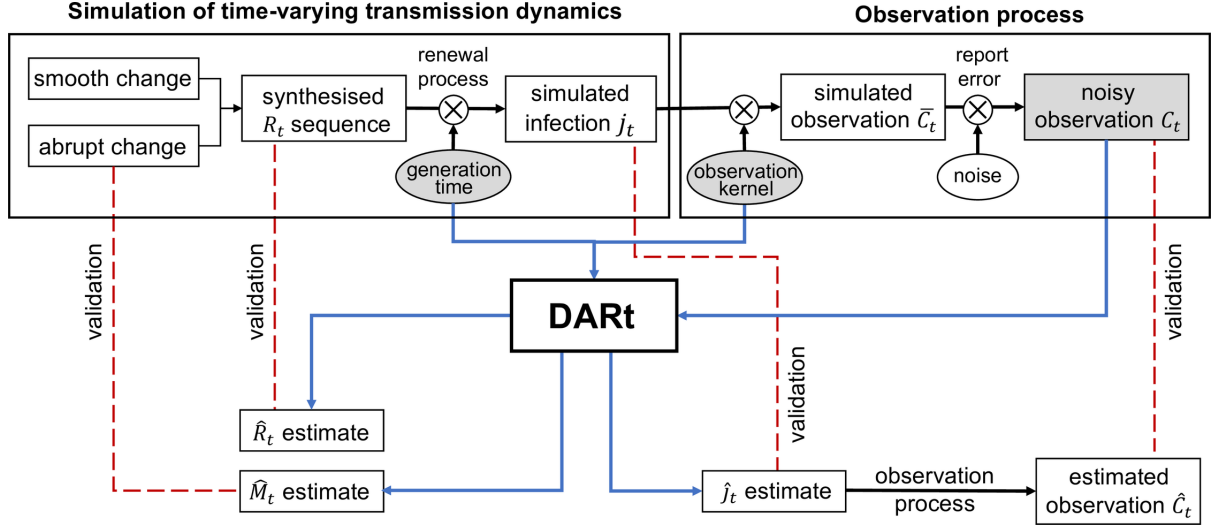 Simulation of time-varying transmission dynamics
Observation process
smooth change
abrupt change
synthesised
R_t sequence
renewal
process
generation
time
simulated
infection j_t
observation
kernel
simulated
observation C̅_t
report
error
noise
noisy
observation C_t
validation
validation
validation
validation
DARt
R̂_t estimate
M̂_t estimate
ĵ_t estimate
observation
process
estimated
observation Ĉ_t